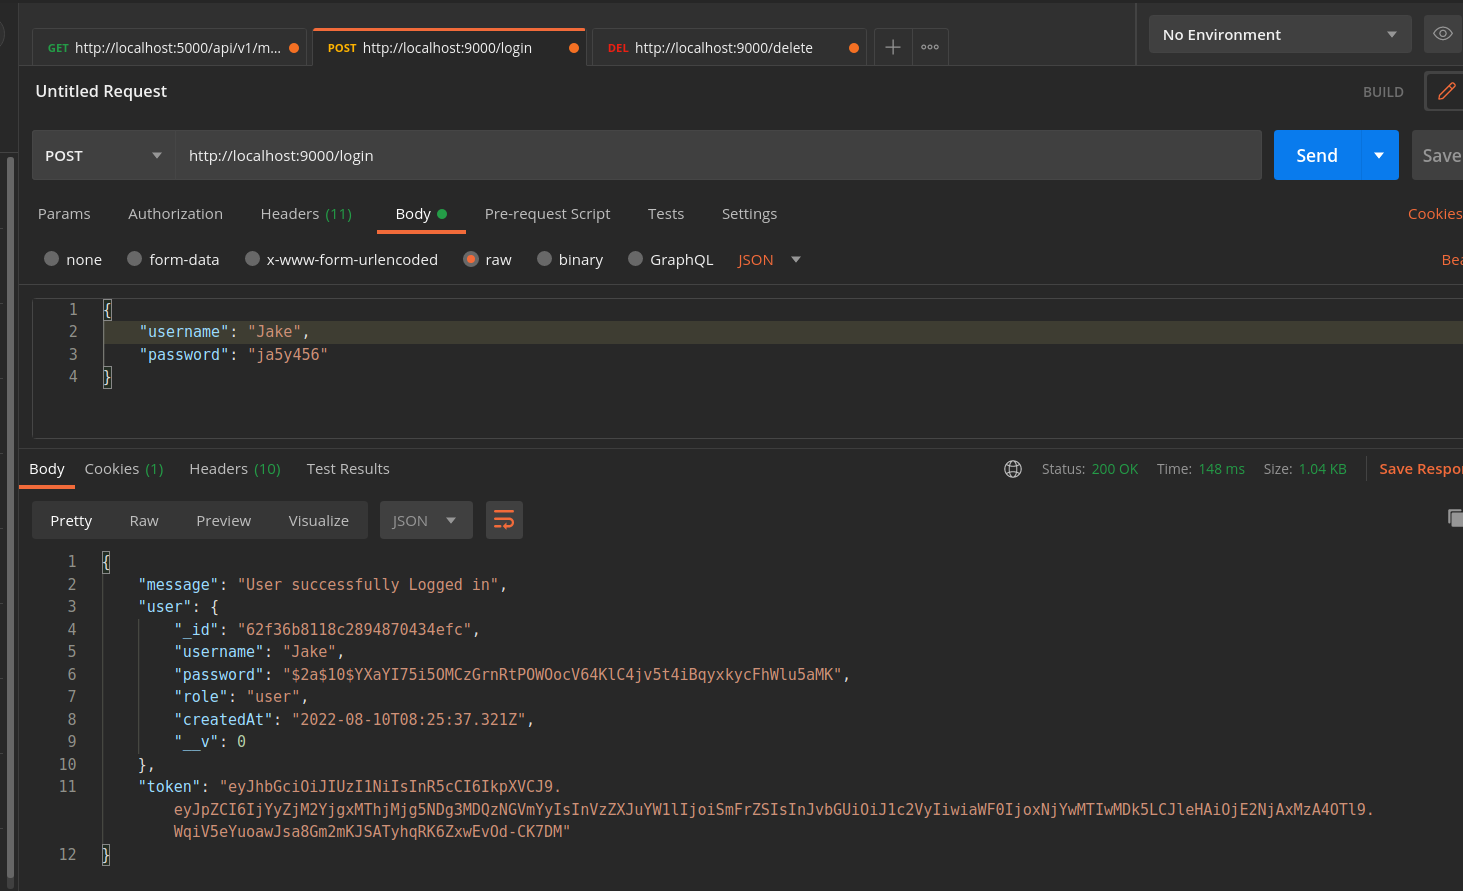 GET http://localhost:5000/api/v1/m...
POST http://localhost:9000/login
DEL http://localhost:9000/delete
No Environment
Untitled Request
BUILD
POST
http://localhost:9000/login
Send
Save
Params
Authorization
Headers (11)
Body
Pre-request Script
Tests
Settings
Cookies
none
form-data
x-www-form-urlencoded
raw
binary
GraphQL
JSON
Bea
1 {
2 "username": "Jake",
3 "password": "ja5y456"
4 }
Body
Cookies (1)
Headers (10)
Test Results
Status: 200 OK
Time: 148 ms
Size: 1.04 KB
Save Respo
Pretty
Raw
Preview
Visualize
JSON
1 {
2 "message": "User successfully Logged in",
3 "user": {
4 "_id": "62f36b8118c2894870434efc",
5 "username": "Jake",
6 "password": "$2a$10$YXaYI75i5OMCzGrnRtPOWOocV64KlC4jv5t4iBqyxkycFhWlu5aMK",
7 "role": "user",
8 "createdAt": "2022-08-10T08:25:37.321Z",
9 "__v": 0
10 },
11 "token": "eyJhbGciOiJIUzI1NiIsInR5cCI6IkpXVCJ9.
eyJpZCI6IjYyZjM2YjgxMThjMjg5NDg3MDQzNGVmYyIsInVzZXJuYW1lIjoiSmFrZSIsInJvbGUiOiJ1c2VyIiwiaWF0IjoxNjYwMTIwMDk5LCJleHAiOjE2NjAxMzA4OTl9.
WqiV5eYuoawJsa8Gm2mKJSATyhqRK6ZxwEvOd-CK7DM"
12 }